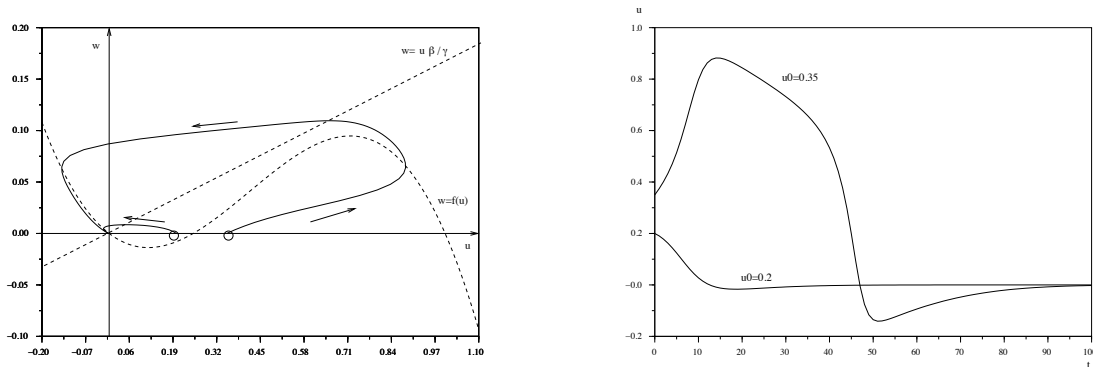 0.20
w
w= u β / γ
0.15
0.10
0.05
w=f(u)
0.00
u
−0.05
−0.10
−0.20 −0.07 0.06 0.19 0.32 0.45 0.58 0.71 0.84 0.97 1.10
u
1.0
0.8
u0=0.35
0.6
0.4
0.2
u0=0.2
−0.0
−0.2
0 10 20 30 40 50 60 70 80 90 100
t